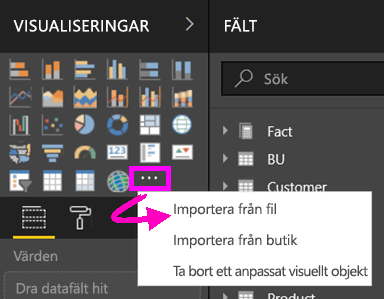 VISUALISERINGAR
FÄLT
Sök
123
Fact
BU
Customer
Importera från fil
Importera från butik
Ta bort ett anpassat visuellt objekt
Värden
Dra datafält hit
Product